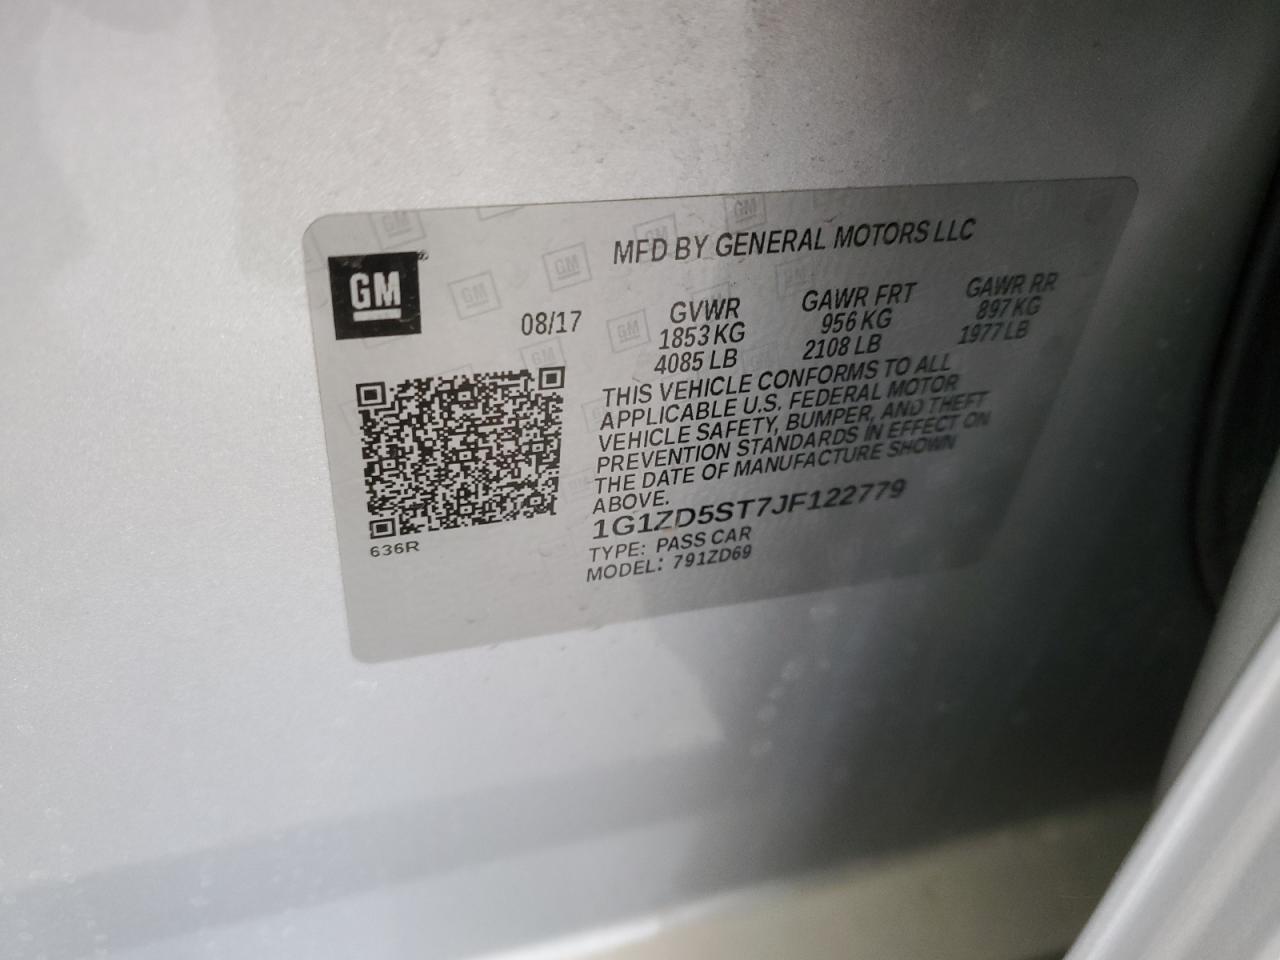 MFD BY GENERAL MOTORS LLC
GM
08/17
GVWR GAWR FRT GAWR RR
1853 KG 956 KG 897 KG
4085 LB 2108 LB 1977 LB
THIS VEHICLE CONFORMS TO ALL
APPLICABLE U.S. FEDERAL MOTOR
VEHICLE SAFETY, BUMPER, AND THEFT
PREVENTION STANDARDS IN EFFECT ON
THE DATE OF MANUFACTURE SHOWN
ABOVE.
1G1ZD5ST7JF122779
TYPE: PASS CAR
MODEL: 791ZD69
636R